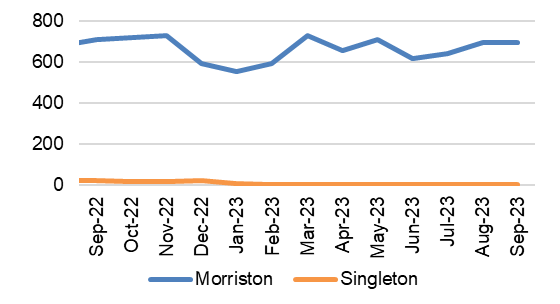 800
600
400
200
0
Sep-22 Oct-22 Nov-22 Dec-22 Jan-23 Feb-23 Mar-23 Apr-23 May-23 Jun-23 Jul-23 Aug-23 Sep-23
Morriston Singleton